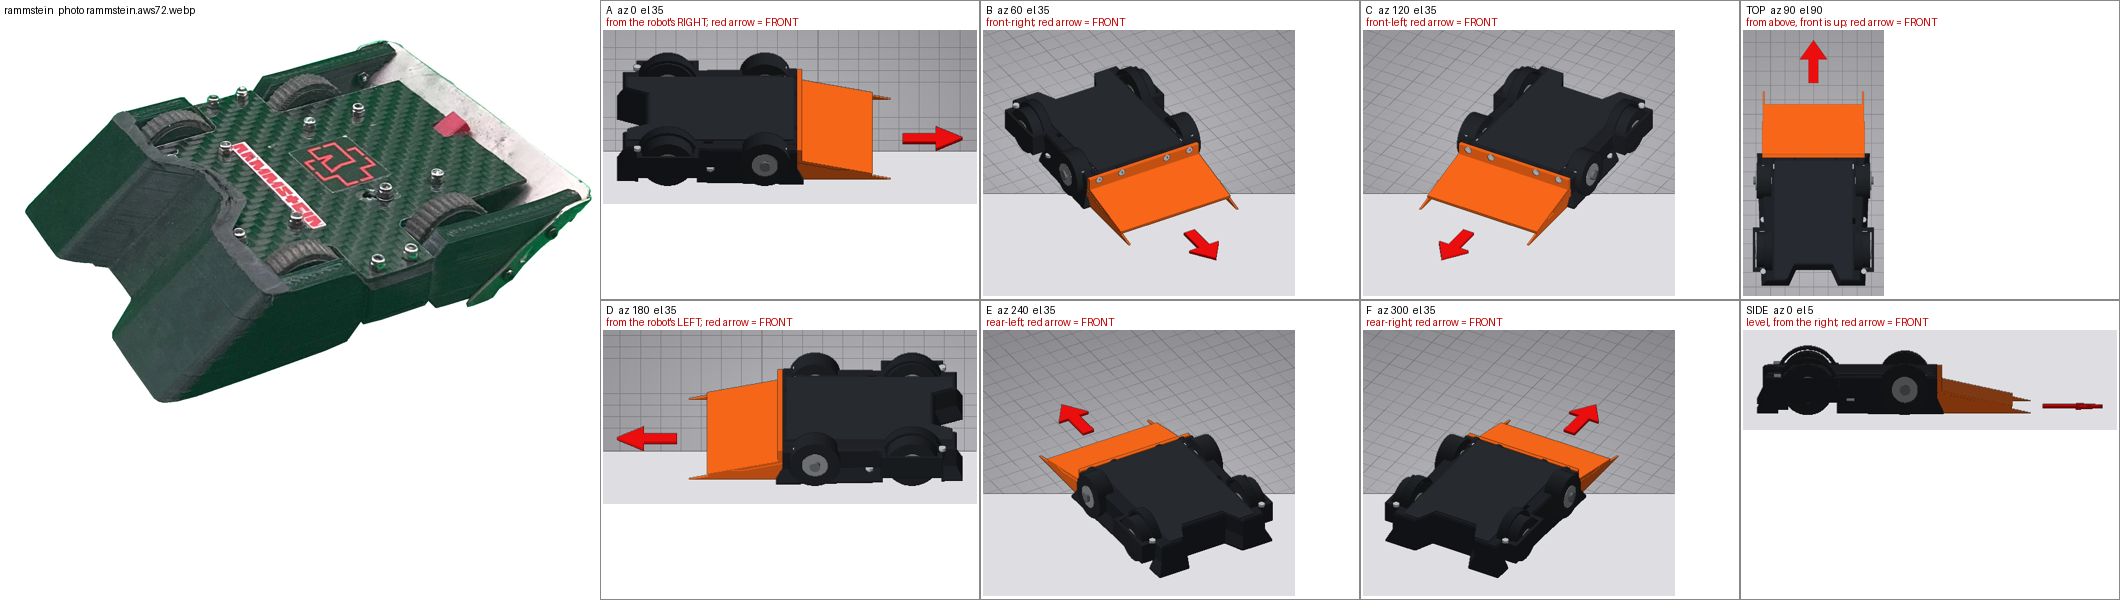 rammstein photo rammstein.aws72.webp
RAMMSTEIN
A az 0 el 35
from the robot's RIGHT; red arrow = FRONT
B az 60 el 35
front-right; red arrow = FRONT
C az 120 el 35
front-left; red arrow = FRONT
TOP az 90 el 90
from above, front is up; red arrow = FRONT
D az 180 el 35
from the robot's LEFT; red arrow = FRONT
E az 240 el 35
rear-left; red arrow = FRONT
F az 300 el 35
rear-right; red arrow = FRONT
SIDE az 0 el 5
level, from the right; red arrow = FRONT